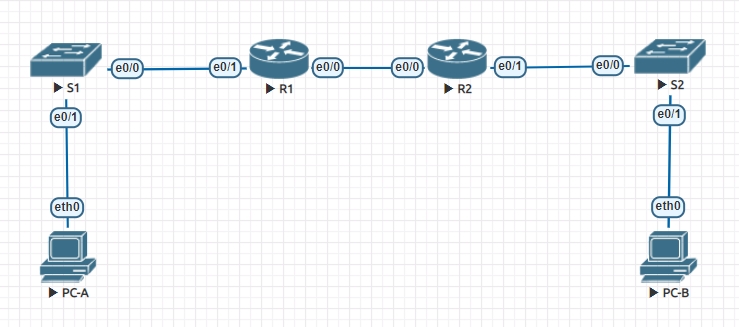 e0/0 e0/1 e0/0 e0/0 e0/1 e0/0
S1 R1 R2 S2
e0/1 e0/1
eth0 eth0
PC-A PC-B